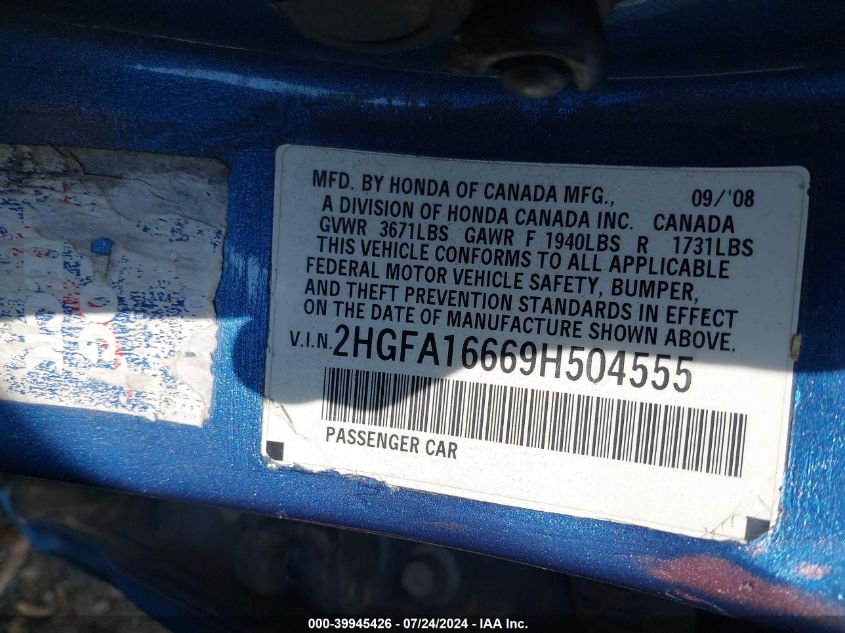 MFD. BY HONDA OF CANADA MFG., 09/'08
A DIVISION OF HONDA CANADA INC. CANADA
GVWR 3671LBS GAWR F 1940LBS R 1731LBS
THIS VEHICLE CONFORMS TO ALL APPLICABLE
FEDERAL MOTOR VEHICLE SAFETY, BUMPER,
AND THEFT PREVENTION STANDARDS IN EFFECT
ON THE DATE OF MANUFACTURE SHOWN ABOVE.
V.I.N. 2HGFA16669H504555
PASSENGER CAR
000-39945426 - 07/24/2024 - IAA Inc.